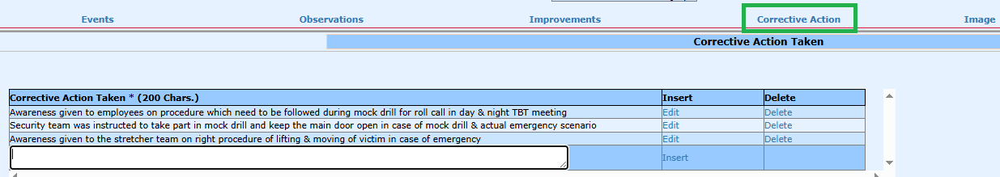 Events Observations Improvements Corrective Action Image
Corrective Action Taken
Corrective Action Taken * (200 Chars.) Insert Delete
Awareness given to employees on procedure which need to be followed during mock drill for roll call in day & night TBT meeting Edit Delete
Security team was instructed to take part in mock drill and keep the main door open in case of mock drill & actual emergency scenario Edit Delete
Awareness given to the stretcher team on right procedure of lifting & moving of victim in case of emergency Edit Delete
Insert